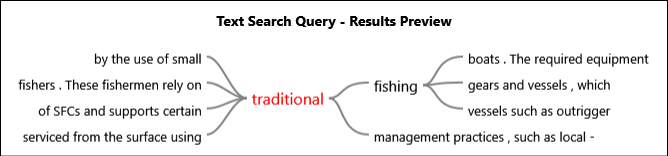 Text Search Query - Results Preview
by the use of small
fishers . These fishermen rely on
of SFCs and supports certain
serviced from the surface using
traditional
fishing
boats . The required equipment
gears and vessels , which
vessels such as outrigger
management practices , such as local -